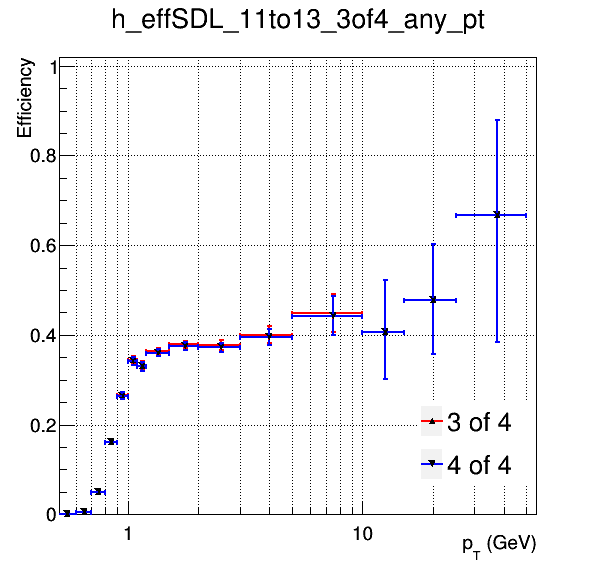 h_effSDL_11to13_3of4_any_pt
Efficiency
1
0.8
0.6
0.4
0.2
0
3 of 4
4 of 4
1
10
p_T (GeV)